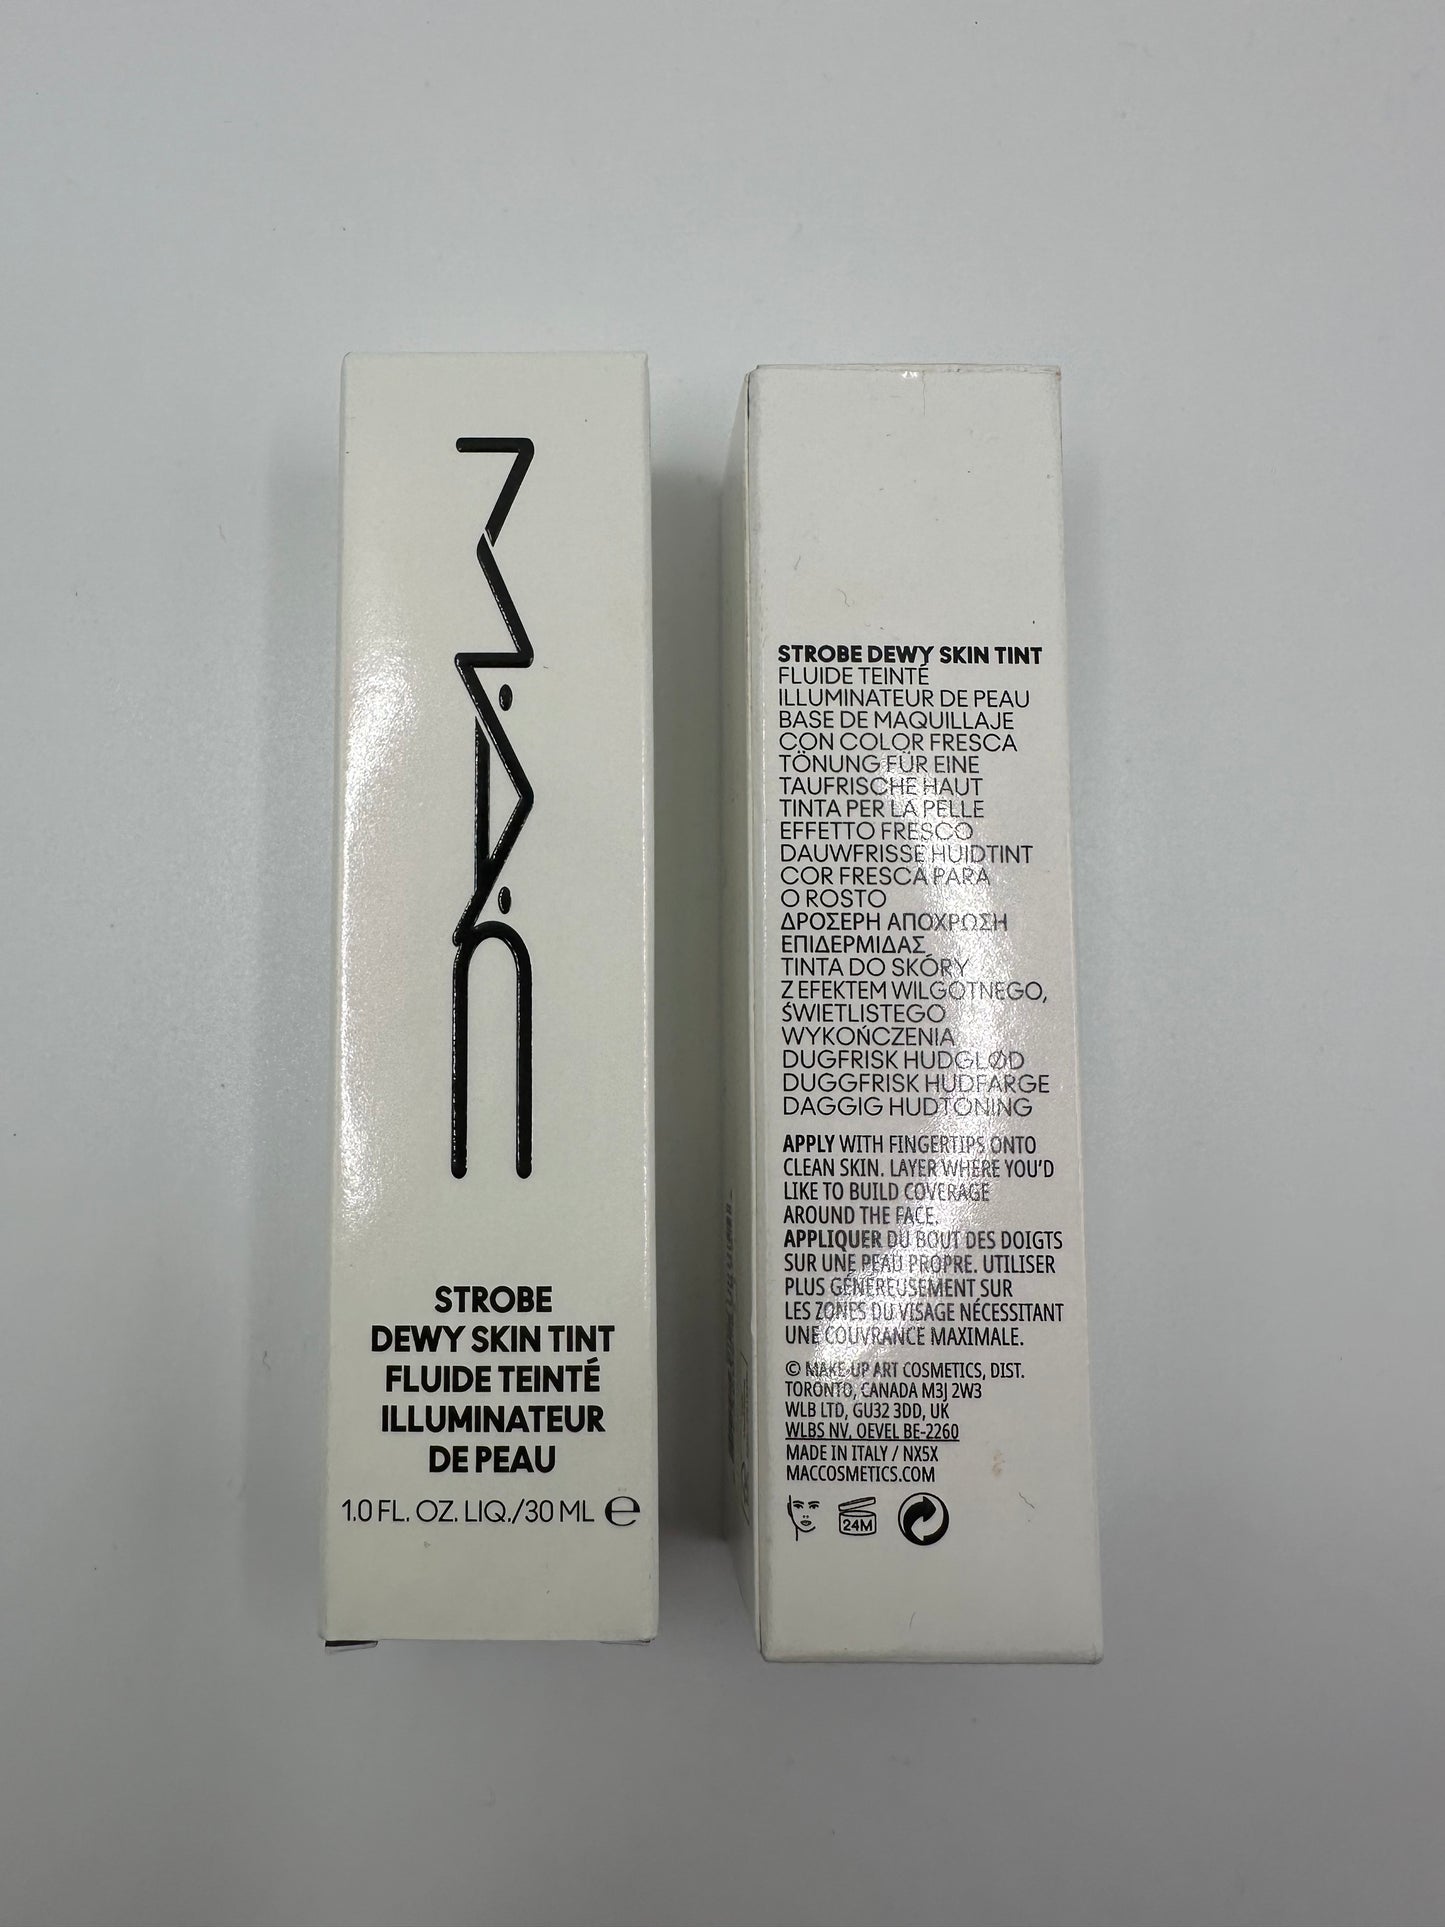 M·A·C
STROBE
DEWY SKIN TINT
FLUIDE TEINTÉ
ILLUMINATEUR
DE PEAU
1.0 FL. OZ. LIQ./30 ML ℮
STROBE DEWY SKIN TINT
FLUIDE TEINTÉ
ILLUMINATEUR DE PEAU
BASE DE MAQUILLAJE
CON COLOR FRESCA
TÖNUNG FÜR EINE
TAUFRISCHE HAUT
TINTA PER LA PELLE
EFFETTO FRESCO
DAUWFRISSE HUIDTINT
COR FRESCA PARA
O ROSTO
ΔΡΟΣΕΡΗ ΑΠΟΧΡΩΣΗ
ΕΠΙΔΕΡΜΙΔΑΣ
TINTA DO SKÓRY
Z EFEKTEM WILGOTNEGO,
ŚWIETLISTEGO
WYKOŃCZENIA
DUGFRISK HUDGLØD
DUGGFRISK HUDFARGE
DAGGIG HUDTONING
APPLY WITH FINGERTIPS ONTO
CLEAN SKIN. LAYER WHERE YOU'D
LIKE TO BUILD COVERAGE
AROUND THE FACE.
APPLIQUER DU BOUT DES DOIGTS
SUR UNE PEAU PROPRE. UTILISER
PLUS GÉNÉREUSEMENT SUR
LES ZONES DU VISAGE NÉCESSITANT
UNE COUVRANCE MAXIMALE.
© MAKE-UP ART COSMETICS, DIST.
TORONTO, CANADA M3J 2W3
WLB LTD, GU32 3DD, UK
WLBS NV, OEVEL BE-2260
MADE IN ITALY / NX5X
MACCOSMETICS.COM
24M